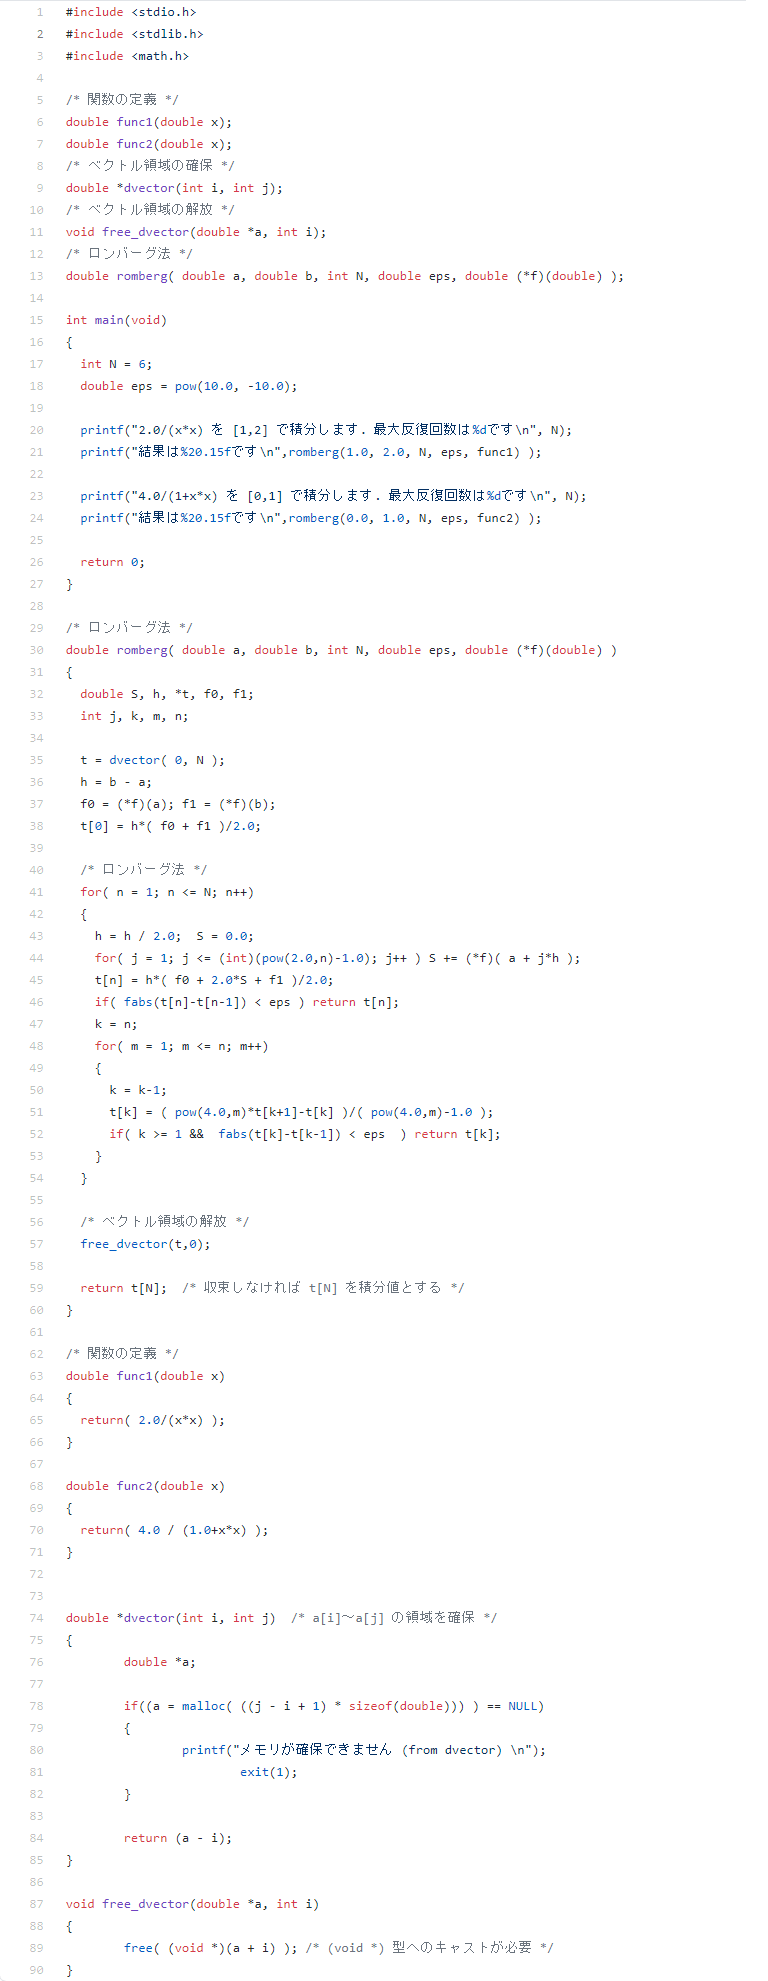 1 #include <stdio.h>
2 #include <stdlib.h>
3 #include <math.h>
4
5 /* 関数の定義 */
6 double func1(double x);
7 double func2(double x);
8 /* ベクトル領域の確保 */
9 double *dvector(int i, int j);
10 /* ベクトル領域の解放 */
11 void free_dvector(double *a, int i);
12 /* ロンバーグ法 */
13 double romberg( double a, double b, int N, double eps, double (*f)(double) );
14
15 int main(void)
16 {
17   int N = 6;
18   double eps = pow(10.0, -10.0);
19
20   printf("2.0/(x*x) を [1,2] で積分します. 最大反復回数は%dです\n", N);
21   printf("結果は%20.15fです\n",romberg(1.0, 2.0, N, eps, func1) );
22
23   printf("4.0/(1+x*x) を [0,1] で積分します. 最大反復回数は%dです\n", N);
24   printf("結果は%20.15fです\n",romberg(0.0, 1.0, N, eps, func2) );
25
26   return 0;
27 }
28
29 /* ロンバーグ法 */
30 double romberg( double a, double b, int N, double eps, double (*f)(double) )
31 {
32   double S, h, *t, f0, f1;
33   int j, k, m, n;
34
35   t = dvector( 0, N );
36   h = b - a;
37   f0 = (*f)(a); f1 = (*f)(b);
38   t[0] = h*( f0 + f1 )/2.0;
39
40   /* ロンバーグ法 */
41   for( n = 1; n <= N; n++)
42   {
43     h = h / 2.0;  S = 0.0;
44     for( j = 1; j <= (int)(pow(2.0,n)-1.0); j++ ) S += (*f)( a + j*h );
45     t[n] = h*( f0 + 2.0*S + f1 )/2.0;
46     if( fabs(t[n]-t[n-1]) < eps ) return t[n];
47     k = n;
48     for( m = 1; m <= n; m++)
49     {
50       k = k-1;
51       t[k] = ( pow(4.0,m)*t[k+1]-t[k] )/( pow(4.0,m)-1.0 );
52       if( k >= 1 &&  fabs(t[k]-t[k-1]) < eps  ) return t[k];
53     }
54   }
55
56   /* ベクトル領域の解放 */
57   free_dvector(t,0);
58
59   return t[N];  /* 収束しなければ t[N] を積分値とする */
60 }
61
62 /* 関数の定義 */
63 double func1(double x)
64 {
65   return( 2.0/(x*x) );
66 }
67
68 double func2(double x)
69 {
70   return( 4.0 / (1.0+x*x) );
71 }
72
73
74 double *dvector(int i, int j)  /* a[i]～a[j] の領域を確保 */
75 {
76         double *a;
77
78         if((a = malloc( ((j - i + 1) * sizeof(double))) ) == NULL)
79         {
80                 printf("メモリが確保できません (from dvector) \n");
81                         exit(1);
82         }
83
84         return (a - i);
85 }
86
87 void free_dvector(double *a, int i)
88 {
89         free( (void *)(a + i) ); /* (void *) 型へのキャストが必要 */
90 }